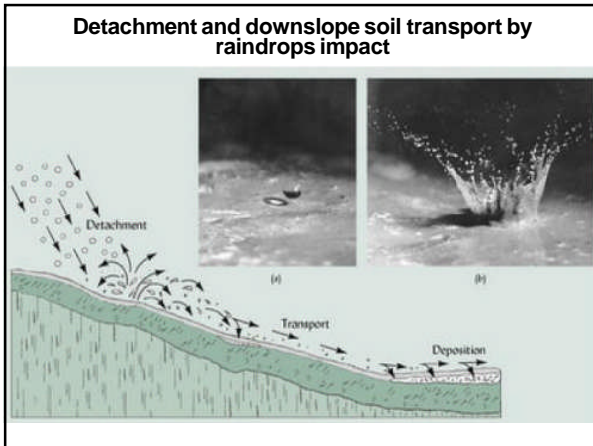 Detachment and downslope soil transport by
raindrops impact
Detachment
(a)
(b)
Transport
Deposition